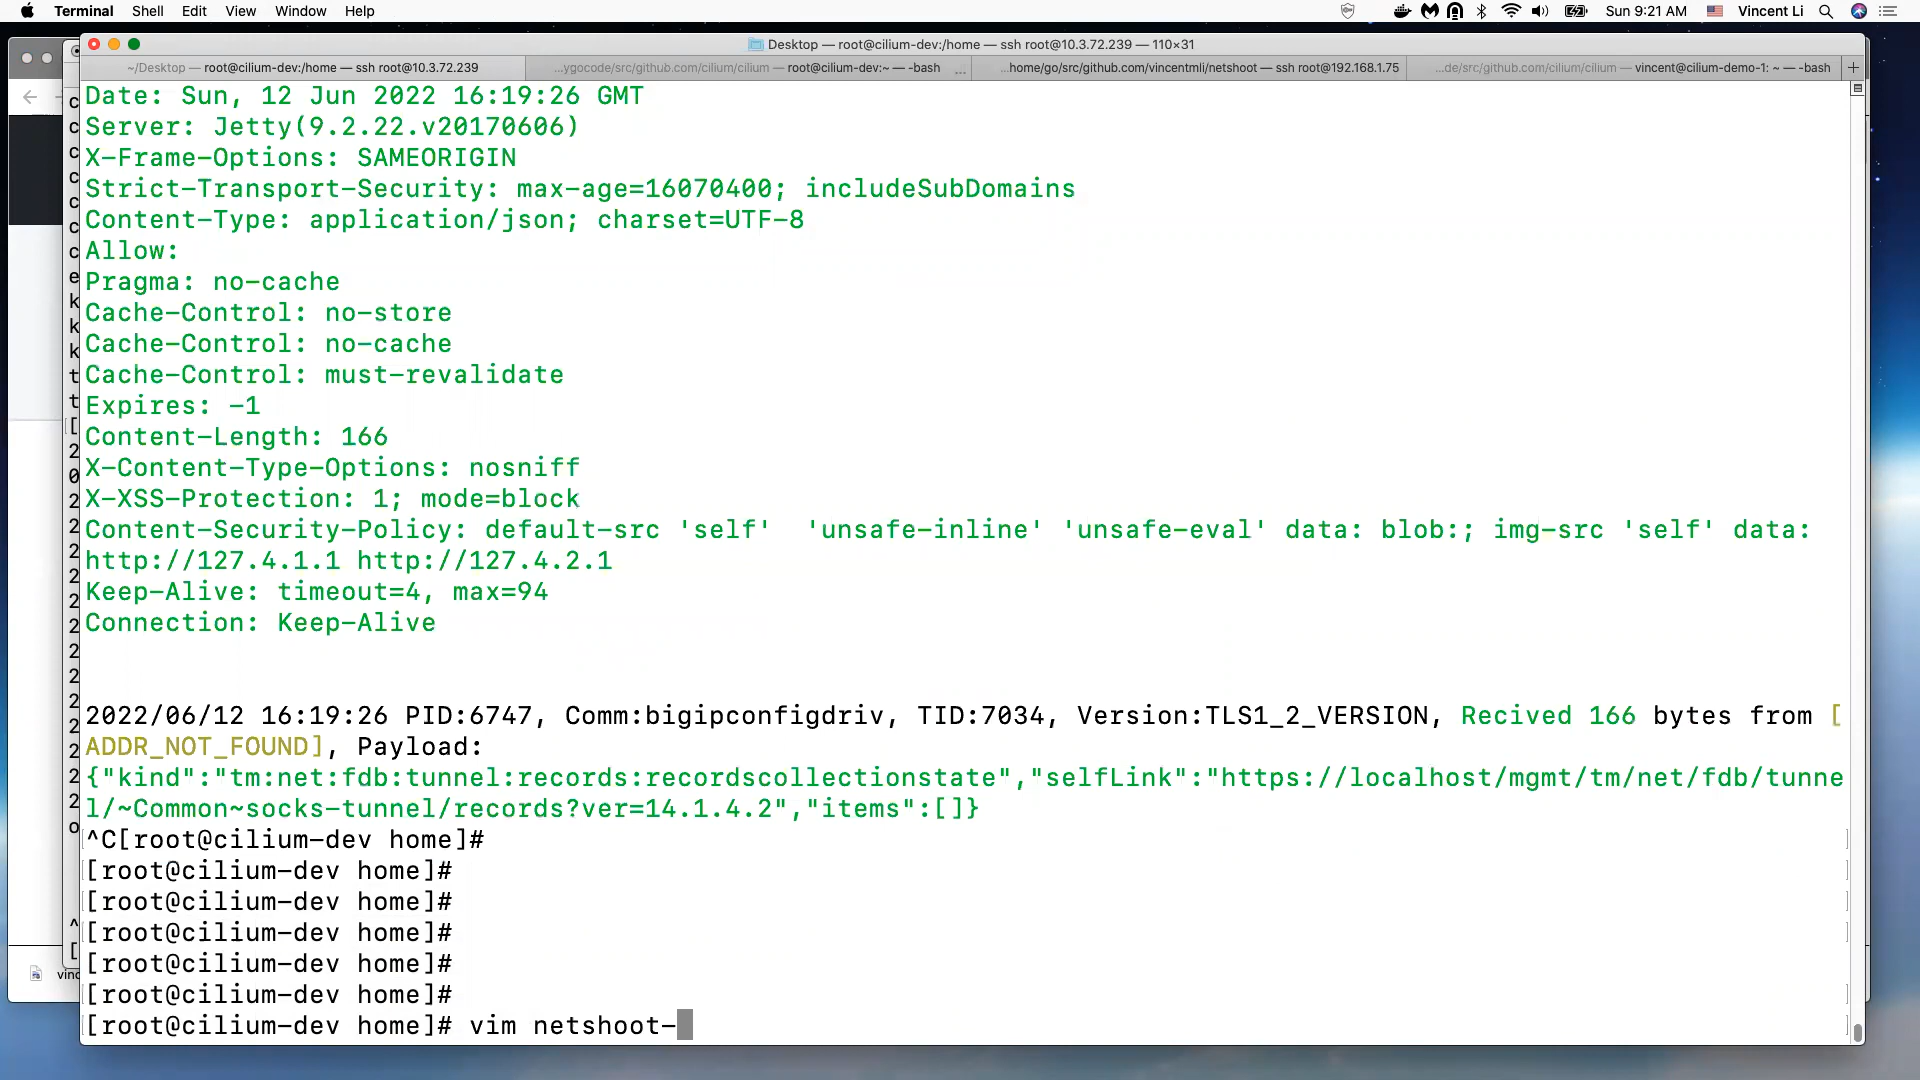 Terminal Shell Edit View Window Help Sun 9:21 AM Vincent Li
Desktop — root@cilium-dev:/home — ssh root@10.3.72.239 — 110×31
~/Desktop — root@cilium-dev:/home — ssh root@10.3.72.239
...ygocode/src/github.com/cilium/cilium — root@cilium-dev:~ — -bash ...
...home/go/src/github.com/vincentmli/netshoot — ssh root@192.168.1.75
...de/src/github.com/cilium/cilium — vincent@cilium-demo-1: ~ — -bash
Date: Sun, 12 Jun 2022 16:19:26 GMT
Server: Jetty(9.2.22.v20170606)
X-Frame-Options: SAMEORIGIN
Strict-Transport-Security: max-age=16070400; includeSubDomains
Content-Type: application/json; charset=UTF-8
Allow:
Pragma: no-cache
Cache-Control: no-store
Cache-Control: no-cache
Cache-Control: must-revalidate
Expires: -1
Content-Length: 166
X-Content-Type-Options: nosniff
X-XSS-Protection: 1; mode=block
Content-Security-Policy: default-src 'self'  'unsafe-inline' 'unsafe-eval' data: blob:; img-src 'self' data:
http://127.4.1.1 http://127.4.2.1
Keep-Alive: timeout=4, max=94
Connection: Keep-Alive
2022/06/12 16:19:26 PID:6747, Comm:bigipconfigdriv, TID:7034, Version:TLS1_2_VERSION, Recived 166 bytes from [
ADDR_NOT_FOUND], Payload:
{"kind":"tm:net:fdb:tunnel:records:recordscollectionstate","selfLink":"https://localhost/mgmt/tm/net/fdb/tunne
l/~Common~socks-tunnel/records?ver=14.1.4.2","items":[]}
^C[root@cilium-dev home]#
[root@cilium-dev home]#
[root@cilium-dev home]#
[root@cilium-dev home]#
[root@cilium-dev home]#
[root@cilium-dev home]#
[root@cilium-dev home]# vim netshoot-